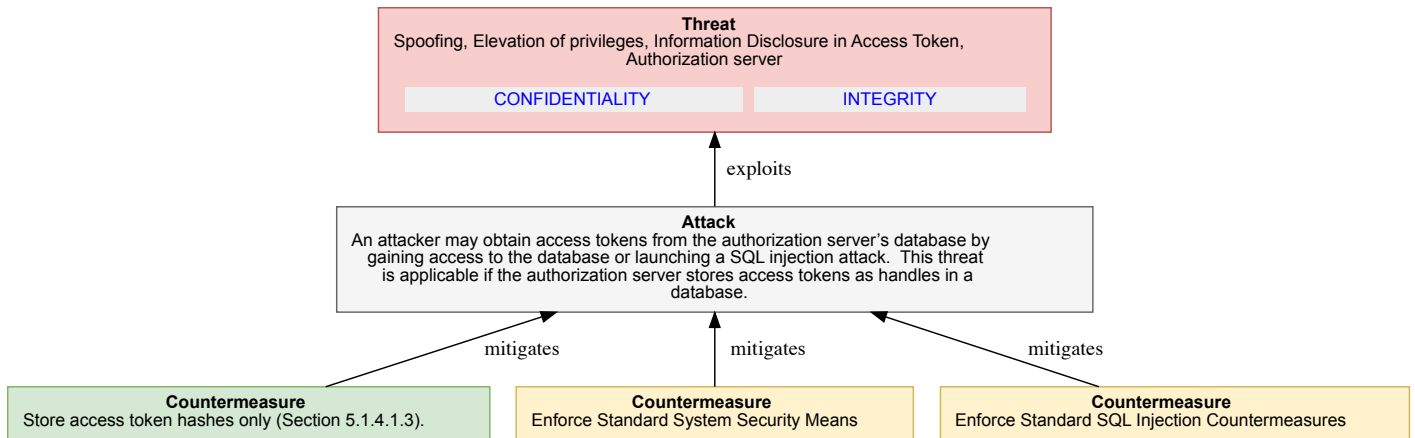 Threat
Spoofing, Elevation of privileges, Information Disclosure in Access Token,
Authorization server
CONFIDENTIALITY INTEGRITY
exploits
Attack
An attacker may obtain access tokens from the authorization server's database by
gaining access to the database or launching a SQL injection attack.  This threat
is applicable if the authorization server stores access tokens as handles in a
database.
mitigates mitigates mitigates
Countermeasure Countermeasure Countermeasure
Store access token hashes only (Section 5.1.4.1.3). Enforce Standard System Security Means Enforce Standard SQL Injection Countermeasures